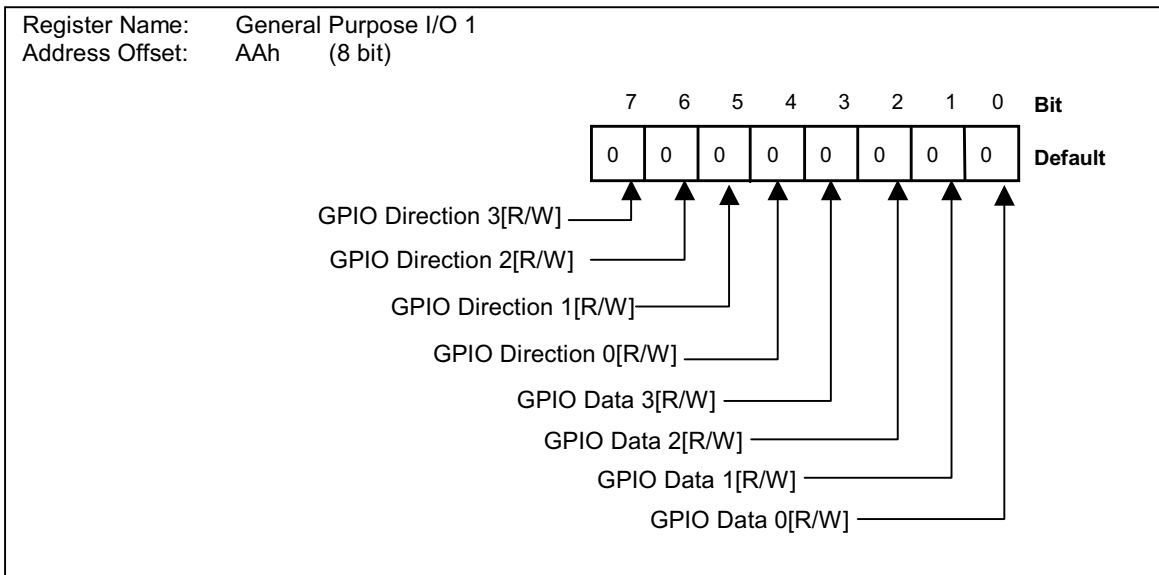 Register Name: General Purpose I/O 1
Address Offset: AAh (8 bit)
7 6 5 4 3 2 1 0 Bit
0 0 0 0 0 0 0 0 Default
GPIO Direction 3[R/W]
GPIO Direction 2[R/W]
GPIO Direction 1[R/W]
GPIO Direction 0[R/W]
GPIO Data 3[R/W]
GPIO Data 2[R/W]
GPIO Data 1[R/W]
GPIO Data 0[R/W]